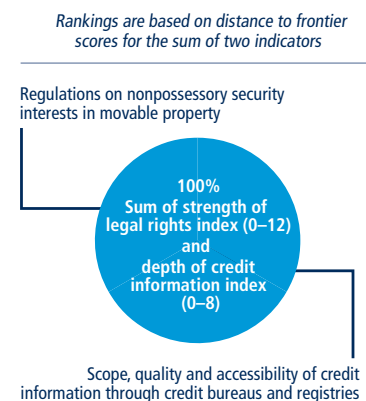 Rankings are based on distance to frontier
scores for the sum of two indicators
Regulations on nonpossessory security
interests in movable property
100%
Sum of strength of
legal rights index (0–12)
and
depth of credit
information index
(0–8)
Scope, quality and accessibility of credit
information through credit bureaus and registries